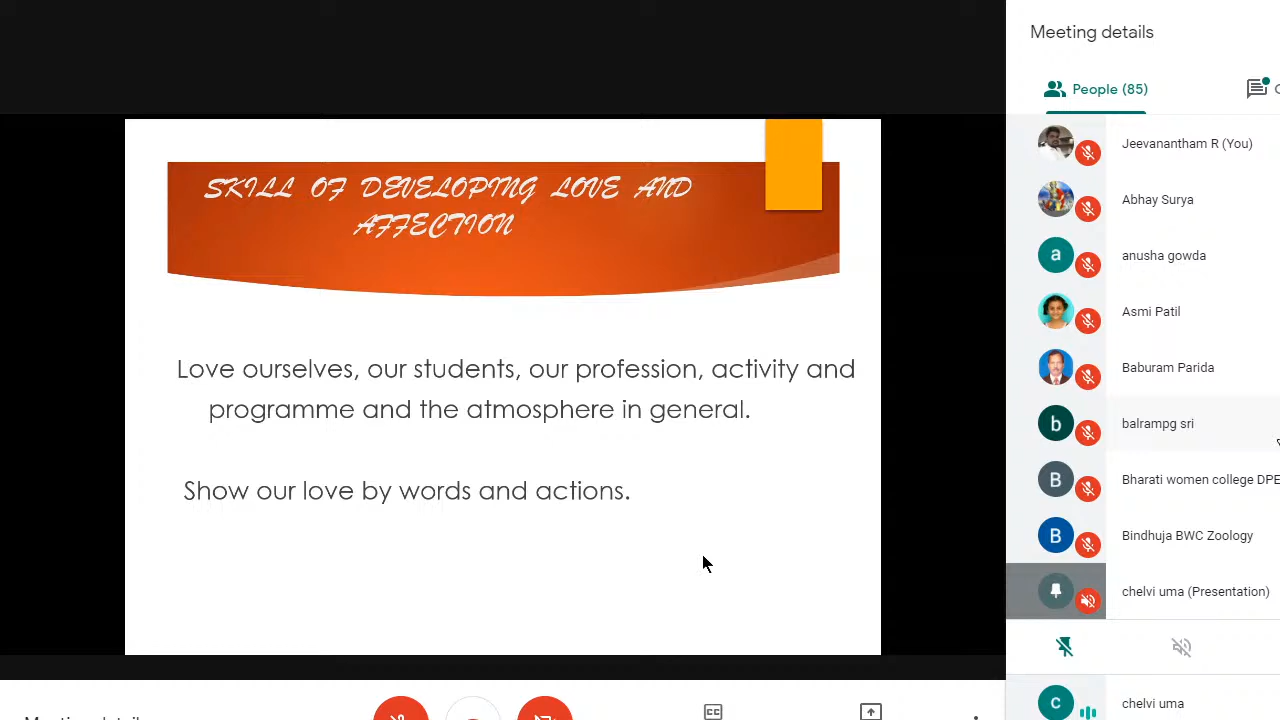 Meeting details
People (85)
SKILL OF DEVELOPING LOVE AND
AFFECTION
Love ourselves, our students, our profession, activity and
programme and the atmosphere in general.
Show our love by words and actions.
Jeevanantham R (You)
Abhay Surya
anusha gowda
a
Asmi Patil
Baburam Parida
b
balrampg sri
B
Bharati women college DPE
B
Bindhuja BWC Zoology
chelvi uma (Presentation)
c
chelvi uma
CC